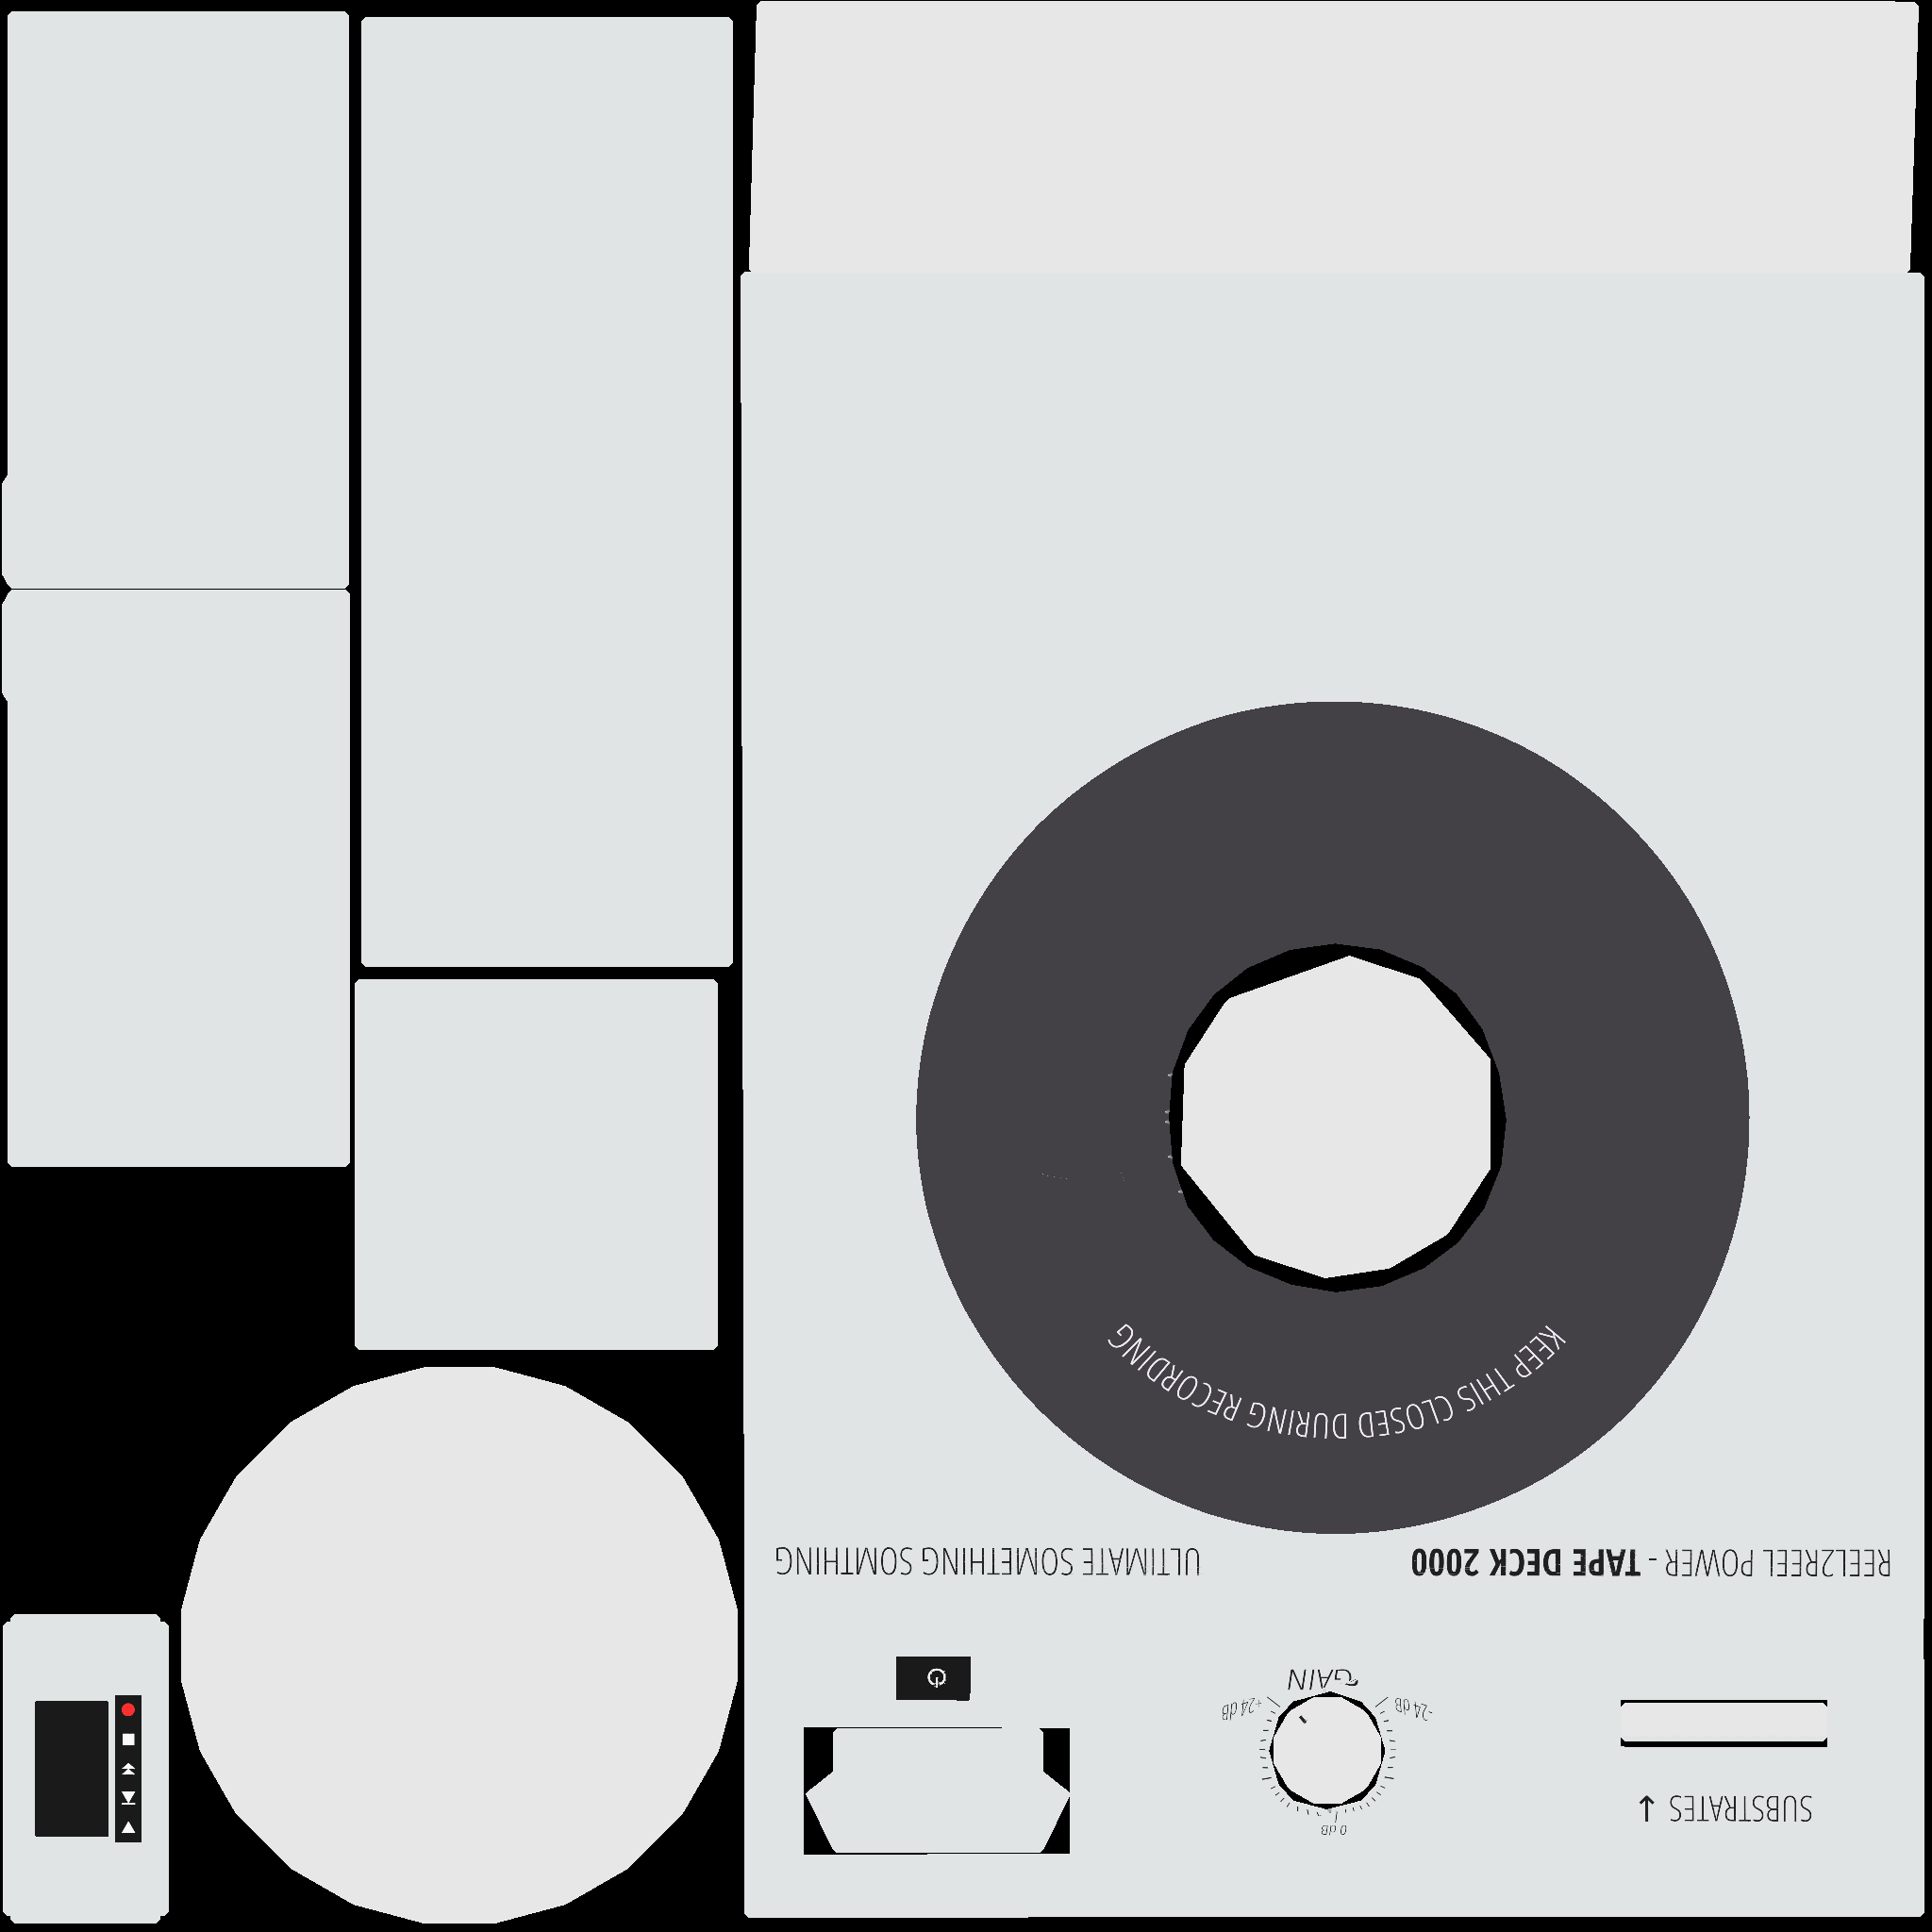 SUBSTRATES →
0 dB
-24 dB
+24 dB
GAIN
REEL2REEL POWER - TAPE DECK 2000
ULTIMATE SOMETHING SOMTHING
KEEP THIS CLOSED DURING RECORDING